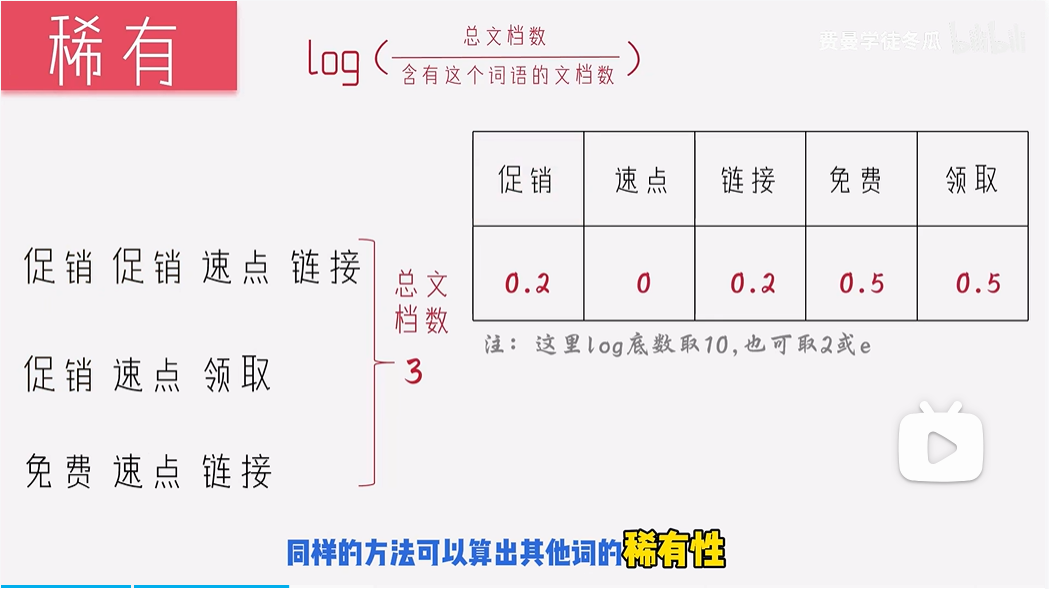 稀有
log(总文档数/含有这个词语的文档数)
费曼学徒冬瓜 bilibili
促销 速点 链接 免费 领取
0.2 0 0.2 0.5 0.5
注：这里log底数取10,也可取2或e
促销 促销 速点 链接
促销 速点 领取
免费 速点 链接
总文
档数
3
同样的方法可以算出其他词的稀有性